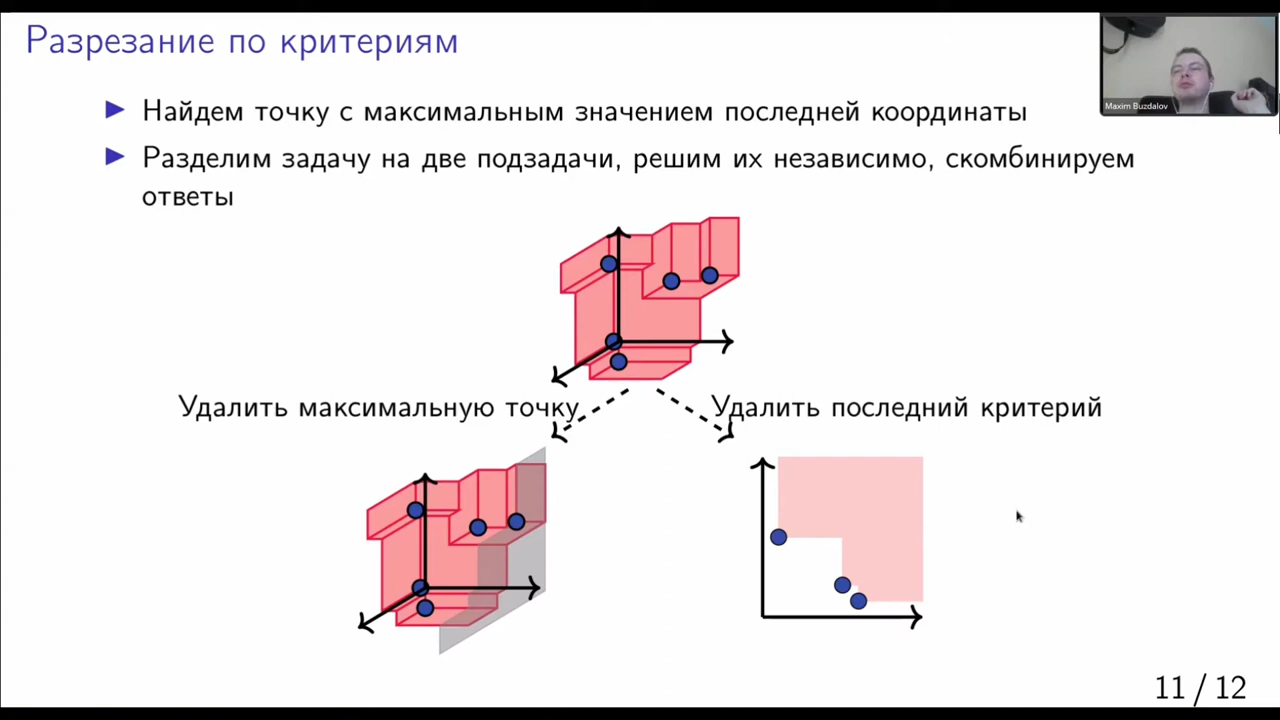 Разрезание по критериям
Maxim Buzdalov
Найдем точку с максимальным значением последней координаты
Разделим задачу на две подзадачи, решим их независимо, скомбинируем
ответы
Удалить максимальную точку
Удалить последний критерий
11 / 12